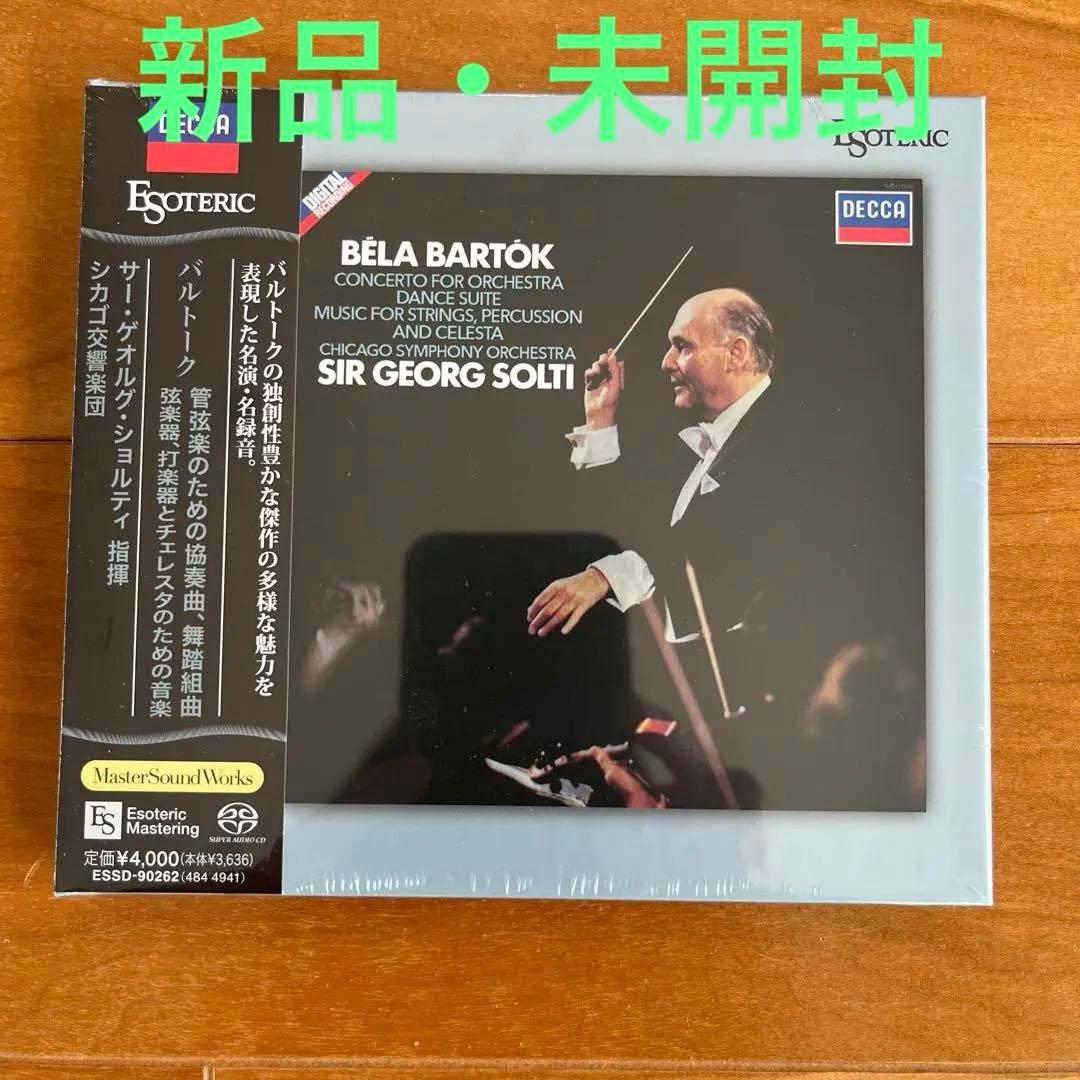 新品・未開封
DECCA
ESOTERIC
バルトークの独創性豊かな傑作の多様な魅力を
表現した名演・名録音。
バルトーク
管弦楽のための協奏曲、舞踏組曲
弦楽器、打楽器とチェレスタのための音楽
サー・ゲオルグ・ショルティ 指揮
シカゴ交響楽団
MasterSoundWorks
ES
Esoteric
Mastering
SUPER AUDIO CD
定価¥4,000(本体¥3,636)
ESSD-90262(484 4941)
ESOTERIC
DIGITAL
RECORDING
DECCA
BÉLA BARTÓK
CONCERTO FOR ORCHESTRA
DANCE SUITE
MUSIC FOR STRINGS, PERCUSSION
AND CELESTA
CHICAGO SYMPHONY ORCHESTRA
SIR GEORG SOLTI